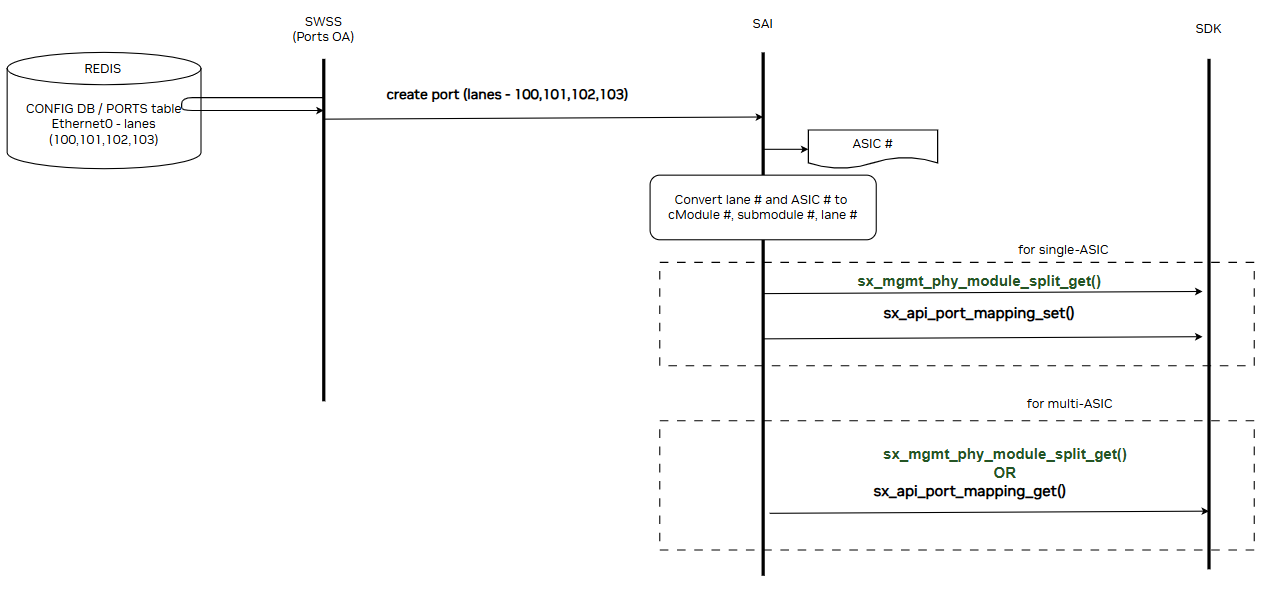 SWSS
(Ports OA)
SAI
SDK
REDIS
CONFIG DB / PORTS table
Ethernet0 - lanes
(100,101,102,103)
create port (lanes - 100,101,102,103)
ASIC #
Convert lane # and ASIC # to
cModule #, submodule #, lane #
for single-ASIC
sx_mgmt_phy_module_split_get()
sx_api_port_mapping_set()
for multi-ASIC
sx_mgmt_phy_module_split_get()
OR
sx_api_port_mapping_get()